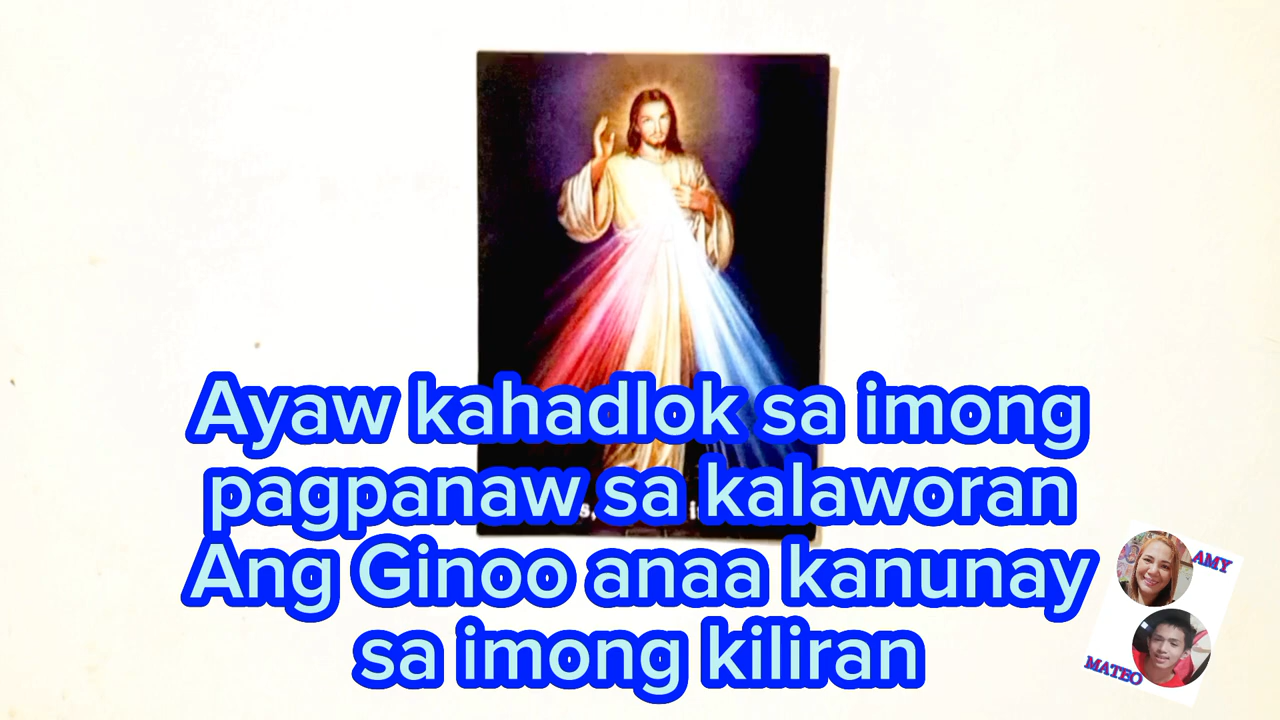 Ayaw kahadlok sa imong
pagpanaw sa kalaworan
Ang Ginoo anaa kanunay
sa imong kiliran
AMY
MATEO